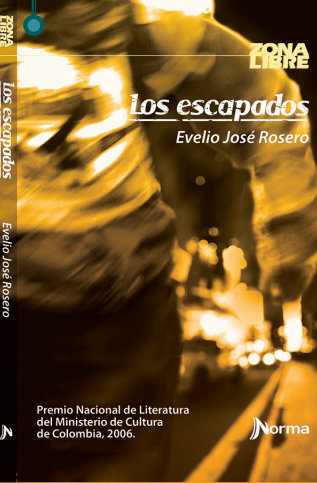 ZONA
LIBRE
Los escapados
Evelio José Rosero
ZONA
LIBRE
Los escapados
Evelio José Rosero
Premio Nacional de Literatura
del Ministerio de Cultura
de Colombia, 2006.
Norma